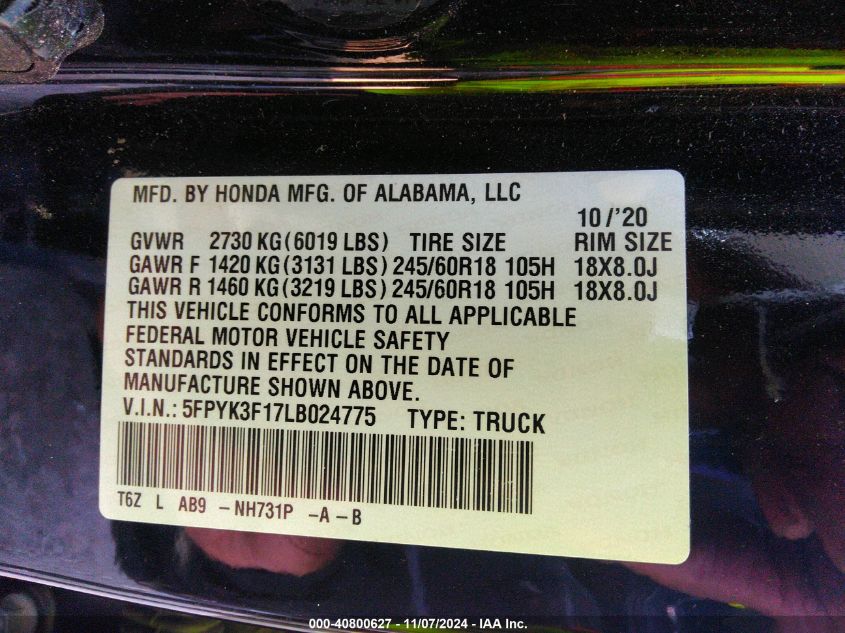 MFD. BY HONDA MFG. OF ALABAMA, LLC
10/'20
GVWR 2730 KG(6019 LBS) TIRE SIZE RIM SIZE
GAWR F 1420 KG(3131 LBS) 245/60R18 105H 18X8.0J
GAWR R 1460 KG(3219 LBS) 245/60R18 105H 18X8.0J
THIS VEHICLE CONFORMS TO ALL APPLICABLE
FEDERAL MOTOR VEHICLE SAFETY
STANDARDS IN EFFECT ON THE DATE OF
MANUFACTURE SHOWN ABOVE.
V.I.N.: 5FPYK3F17LB024775 TYPE: TRUCK
T6Z L AB9 -NH731P -A-B
000-40800627 - 11/07/2024 - IAA Inc.